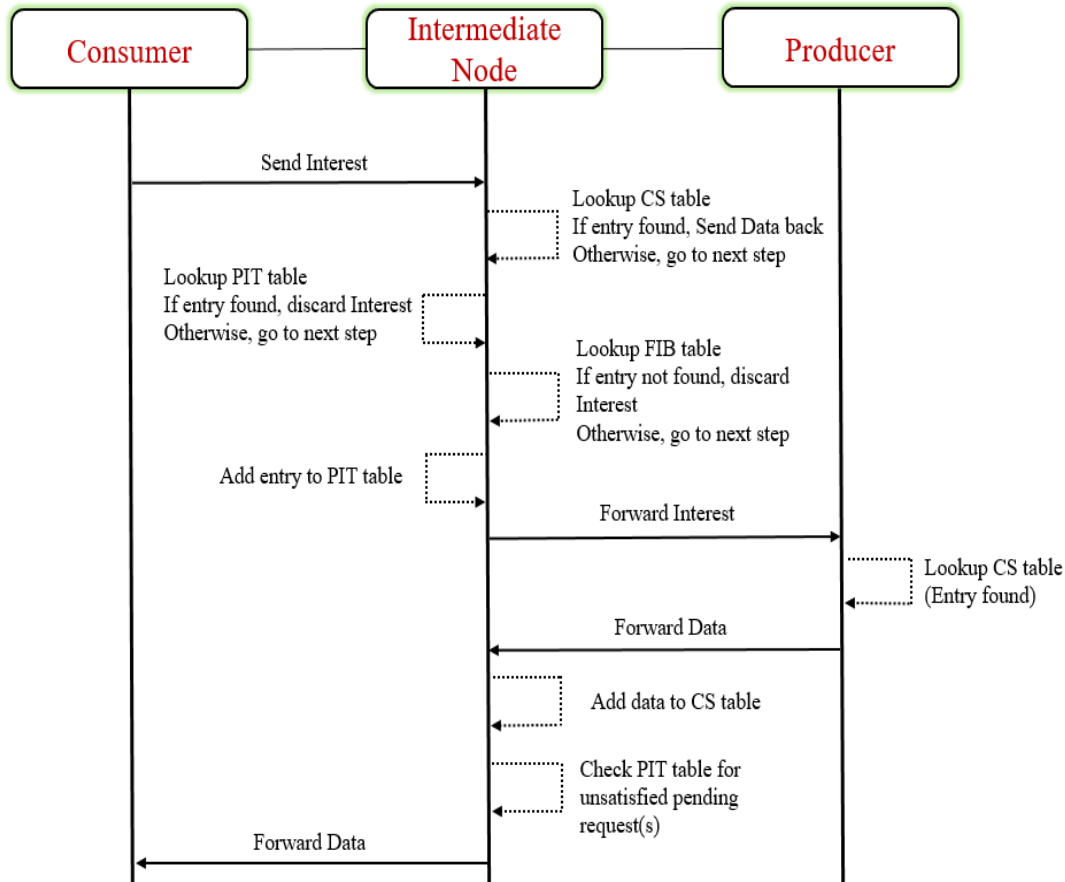 Consumer
Intermediate
Node
Producer
Send Interest
Lookup CS table
If entry found, Send Data back
Otherwise, go to next step
Lookup PIT table
If entry found, discard Interest
Otherwise, go to next step
Lookup FIB table
If entry not found, discard
Interest
Otherwise, go to next step
Add entry to PIT table
Forward Interest
Lookup CS table
(Entry found)
Forward Data
Add data to CS table
Check PIT table for
unsatisfied pending
request(s)
Forward Data